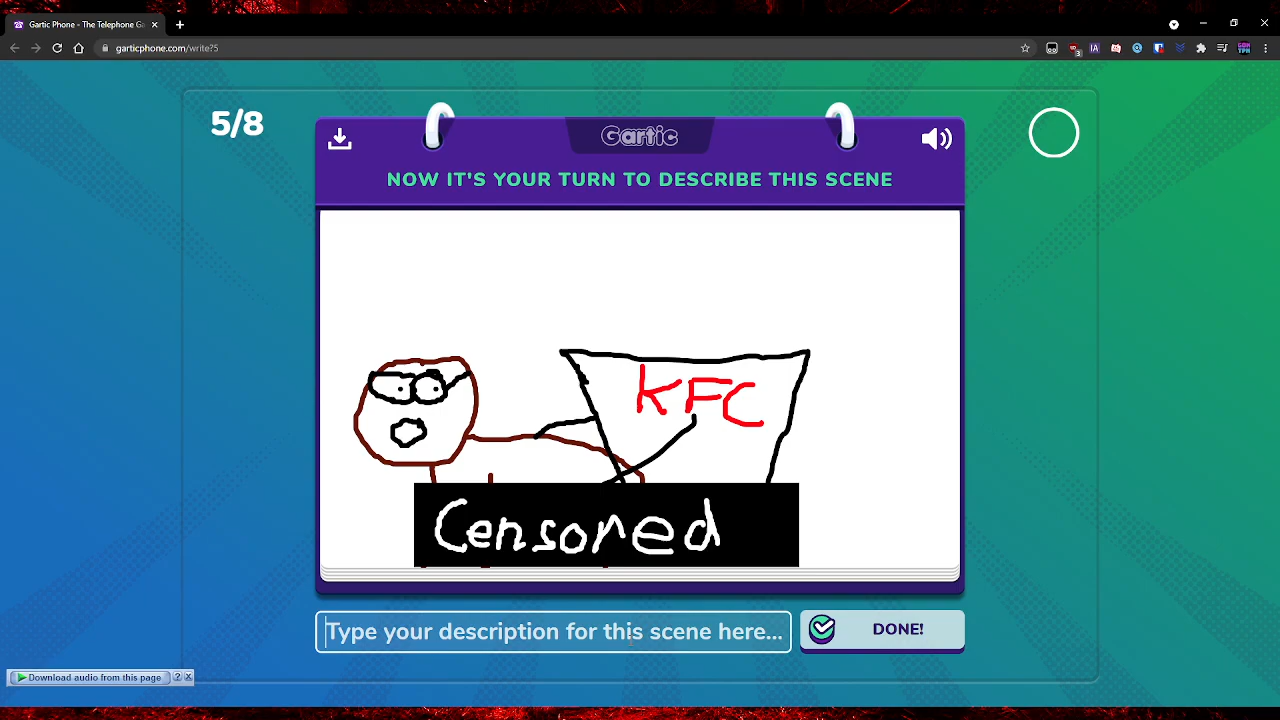 Gartic Phone - The Telephone Ga
garticphone.com/write?5
5/8
Gartic
NOW IT'S YOUR TURN TO DESCRIBE THIS SCENE
KFC
Censored
Type your description for this scene here...
DONE!
Download audio from this page
? x